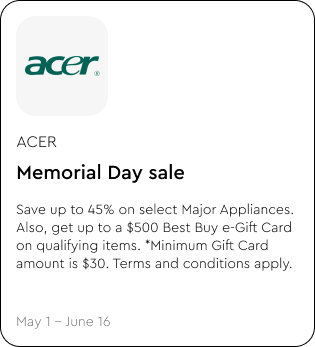 acer®
ACER
Memorial Day sale
Save up to 45% on select Major Appliances.
Also, get up to a $500 Best Buy e-Gift Card
on qualifying items. *Minimum Gift Card
amount is $30. Terms and conditions apply.
May 1 – June 16